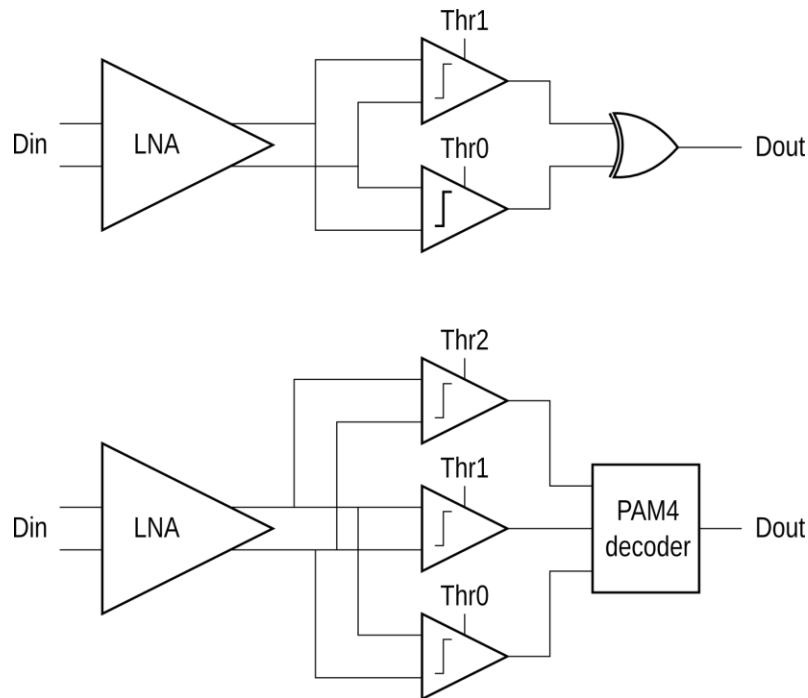 Thr1
Din
LNA
Thr0
Dout
Thr2
Thr1
Din
LNA
PAM4
decoder
Dout
Thr0